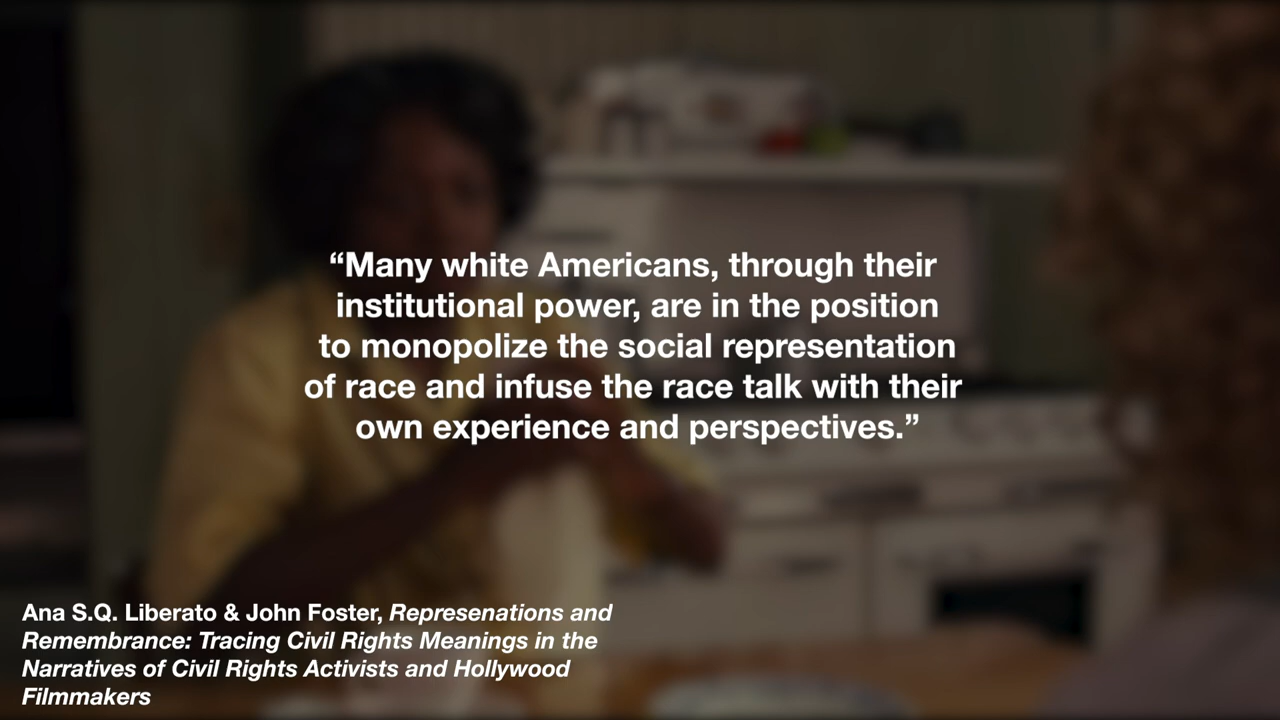 “Many white Americans, through their
institutional power, are in the position
to monopolize the social representation
of race and infuse the race talk with their
own experience and perspectives.”
Ana S.Q. Liberato & John Foster, Represenations and
Remembrance: Tracing Civil Rights Meanings in the
Narratives of Civil Rights Activists and Hollywood
Filmmakers